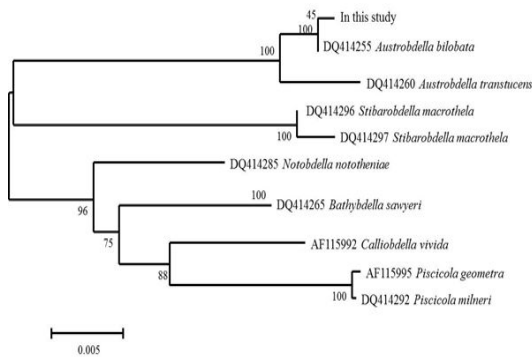 45
In this study
100
DQ414255 Austrobdella bilobata
100
DQ414260 Austrobdella transtucens
DQ414296 Stibarobdella macrothela
100
DQ414297 Stibarobdella macrothela
DQ414285 Notobdella nototheniae
96
100
DQ414265 Bathybdella sawyeri
75
AF115992 Calliobdella vivida
88
AF115995 Piscicola geometra
100
DQ414292 Piscicola milneri
0.005